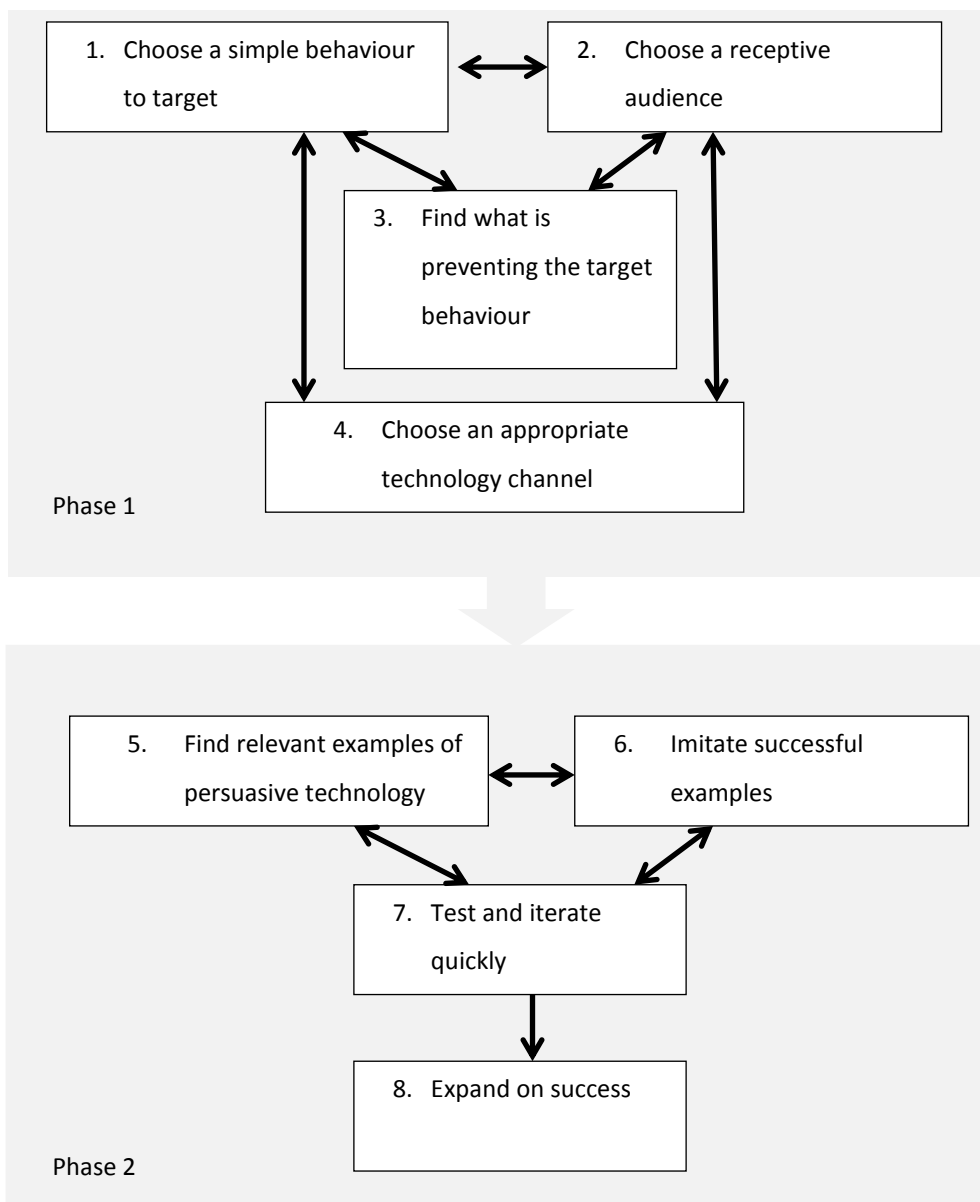 1. Choose a simple behaviour
to target
2. Choose a receptive
audience
3. Find what is
preventing the target
behaviour
4. Choose an appropriate
technology channel
Phase 1
5. Find relevant examples of
persuasive technology
6. Imitate successful
examples
7. Test and iterate
quickly
8. Expand on success
Phase 2